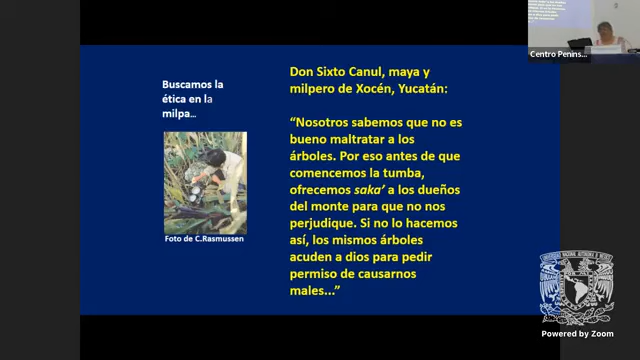 Centro Penins
Buscamos la
ética en la
milpa…
Foto de C.Rasmussen
Don Sixto Canul, maya y
milpero de Xocén, Yucatán:
“Nosotros sabemos que no es
bueno maltratar a los
árboles. Por eso antes de que
comencemos la tumba,
ofrecemos saka’ a los dueños
del monte para que no nos
perjudique. Si no lo hacemos
así, los mismos árboles
acuden a dios para pedir
permiso de causarnos
males...”
Powered by Zoom